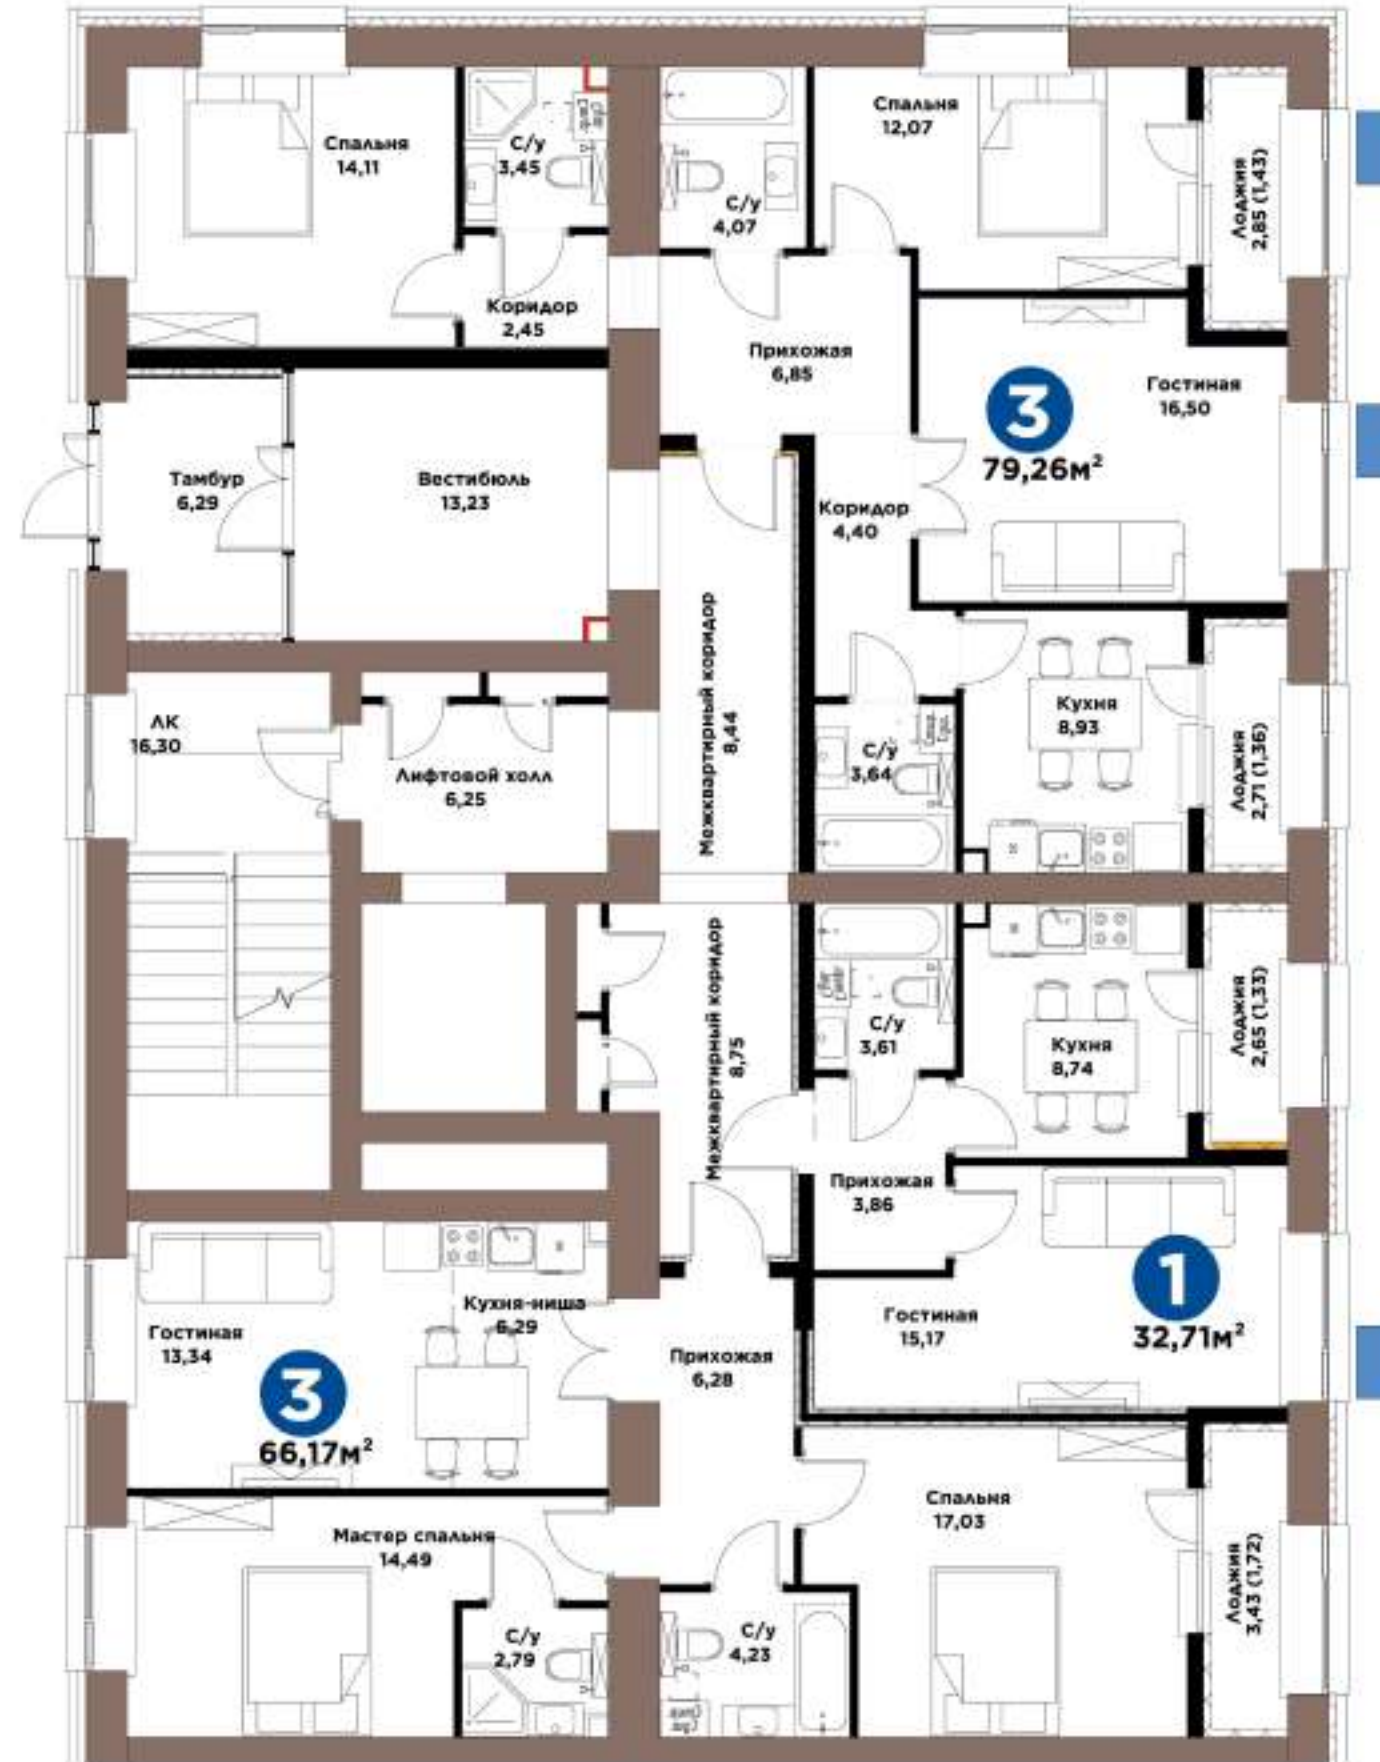 Спальня
14,11
С/у
3,45
Коридор
2,45
С/у
4,07
Спальня
12,07
Лоджия
2,85 (1,43)
Прихожая
6,85
Гостиная
16,50
3
79,26м²
Тамбур
6,29
Вестибюль
13,23
Коридор
4,40
Межквартирный коридор
8,44
ЛК
16,30
Лифтовой холл
6,25
С/у
3,64
Кухня
8,93
Лоджия
2,71 (1,36)
Межквартирный коридор
8,75
С/у
3,61
Кухня
8,74
Лоджия
2,65 (1,33)
Прихожая
3,86
Гостиная
15,17
1
32,71м²
Гостиная
13,34
Кухня-ниша
6,29
3
66,17м²
Прихожая
6,28
Мастер спальня
14,49
С/у
2,79
С/у
4,23
Спальня
17,03
Лоджия
3,43 (1,72)